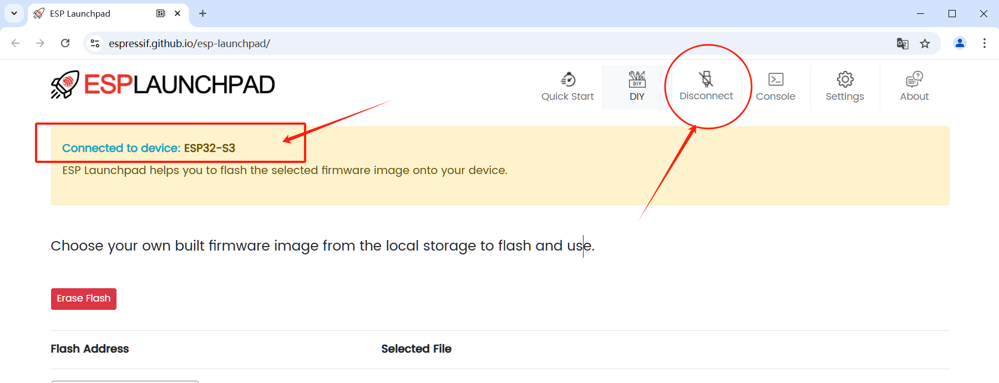 ESP Launchpad
espressif.github.io/esp-launchpad/
ESPLAUNCHPAD
Quick Start
DIY
DIY
Disconnect
Console
Settings
About
Connected to device: ESP32-S3
ESP Launchpad helps you to flash the selected firmware image onto your device.
Choose your own built firmware image from the local storage to flash and use.
Erase Flash
Flash Address
Selected File